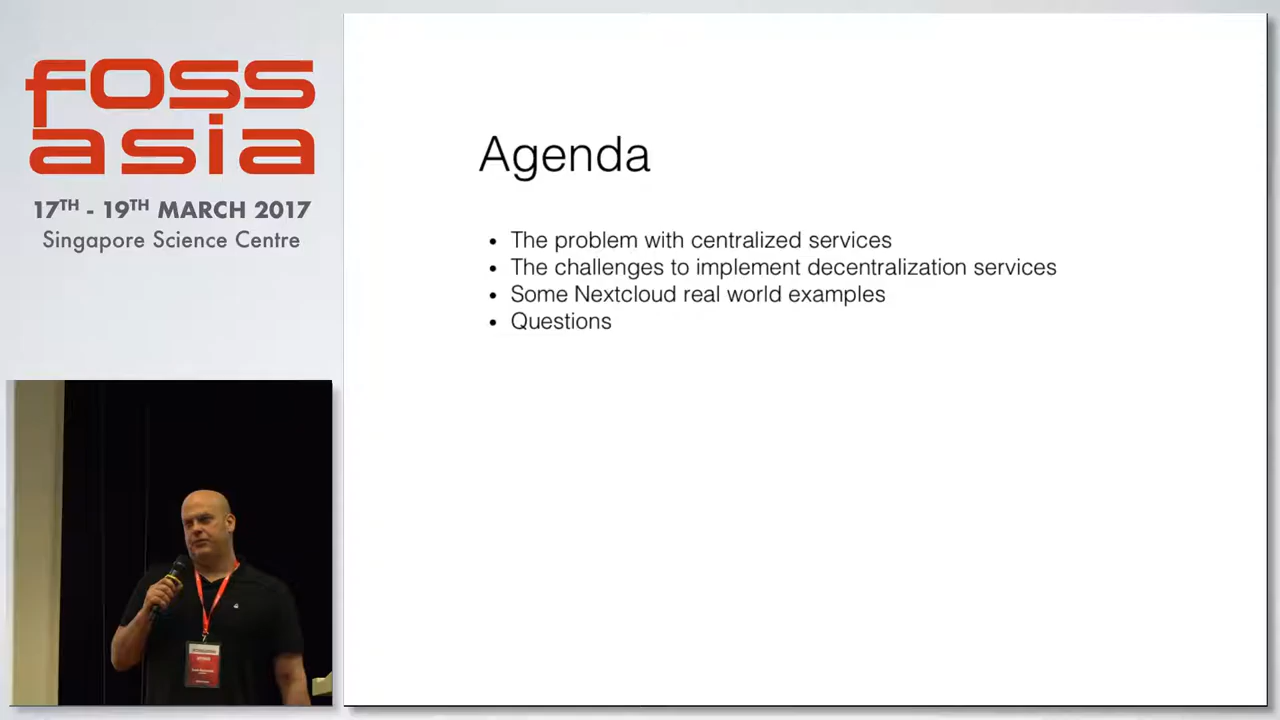 foss
asia
17TH - 19TH MARCH 2017
Singapore Science Centre
Agenda
• The problem with centralized services
• The challenges to implement decentralization services
• Some Nextcloud real world examples
• Questions